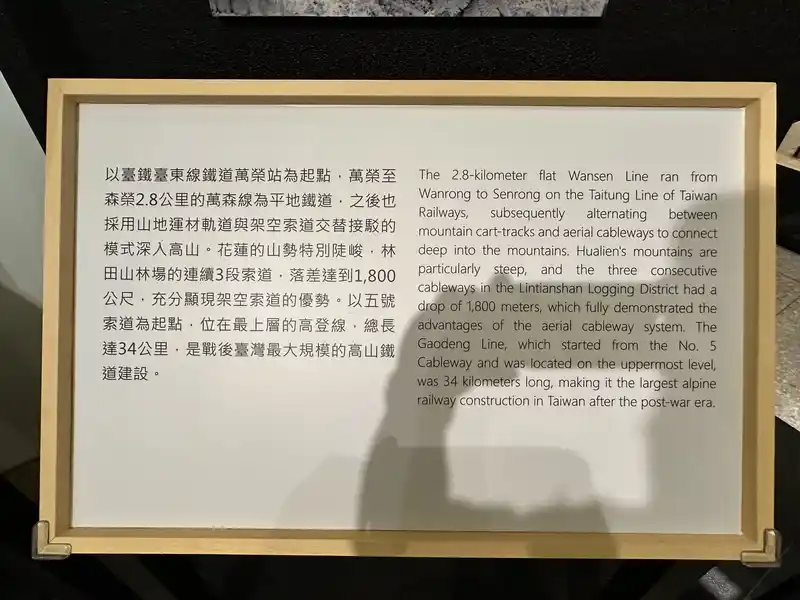 以臺鐵臺東線鐵道萬榮站為起點，萬榮至
森榮2.8公里的萬森線為平地鐵道，之後也
採用山地運材軌道與架空索道交替接駁的
模式深入高山。花蓮的山勢特別陡峻，林
田山林場的連續3段索道，落差達到1,800
公尺，充分顯現架空索道的優勢。以五號
索道為起點，位在最上層的高登線，總長
達34公里，是戰後臺灣最大規模的高山鐵
道建設。
The 2.8-kilometer flat Wansen Line ran from
Wanrong to Senrong on the Taitung Line of Taiwan
Railways, subsequently alternating between
mountain cart-tracks and aerial cableways to connect
deep into the mountains. Hualien's mountains are
particularly steep, and the three consecutive
cableways in the Lintianshan Logging District had a
drop of 1,800 meters, which fully demonstrated the
advantages of the aerial cableway system. The
Gaodeng Line, which started from the No. 5
Cableway and was located on the uppermost level,
was 34 kilometers long, making it the largest alpine
railway construction in Taiwan after the post-war era.